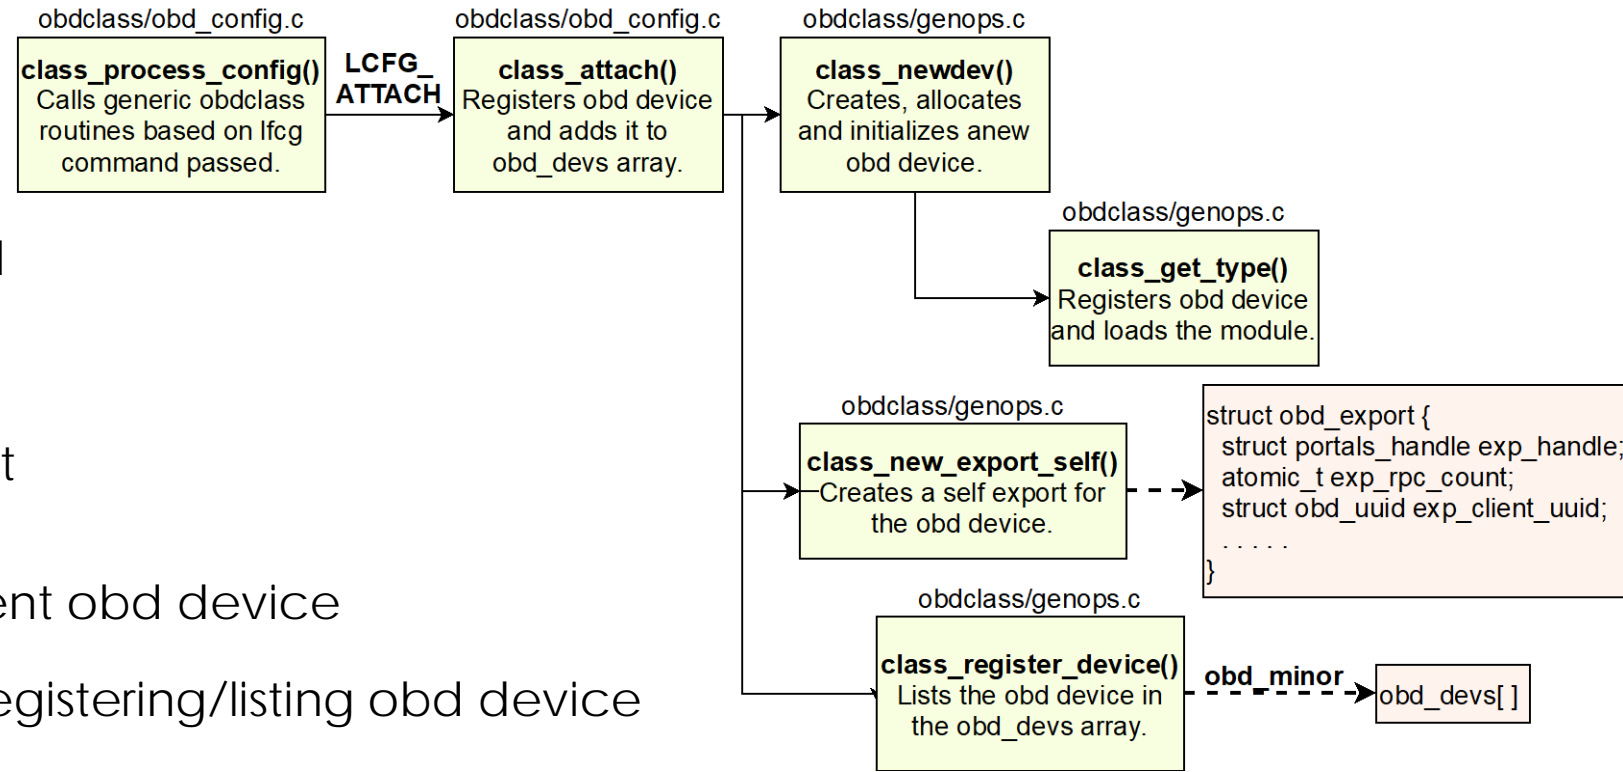 obdclass/obd_config.c
class_process_config()
Calls generic obdclass
routines based on lfcg
command passed.
LCFG_
ATTACH
obdclass/obd_config.c
class_attach()
Registers obd device
and adds it to
obd_devs array.
obdclass/genops.c
class_newdev()
Creates, allocates
and initializes anew
obd device.
obdclass/genops.c
class_get_type()
Registers obd device
and loads the module.
obdclass/genops.c
class_new_export_self()
Creates a self export for
the obd device.
struct obd_export {
struct portals_handle exp_handle;
atomic_t exp_rpc_count;
struct obd_uuid exp_client_uuid;
. . . . .
}
obdclass/genops.c
class_register_device()
Lists the obd device in
the obd_devs array.
obd_minor
obd_devs[ ]
t
ent obd device
egistering/listing obd device